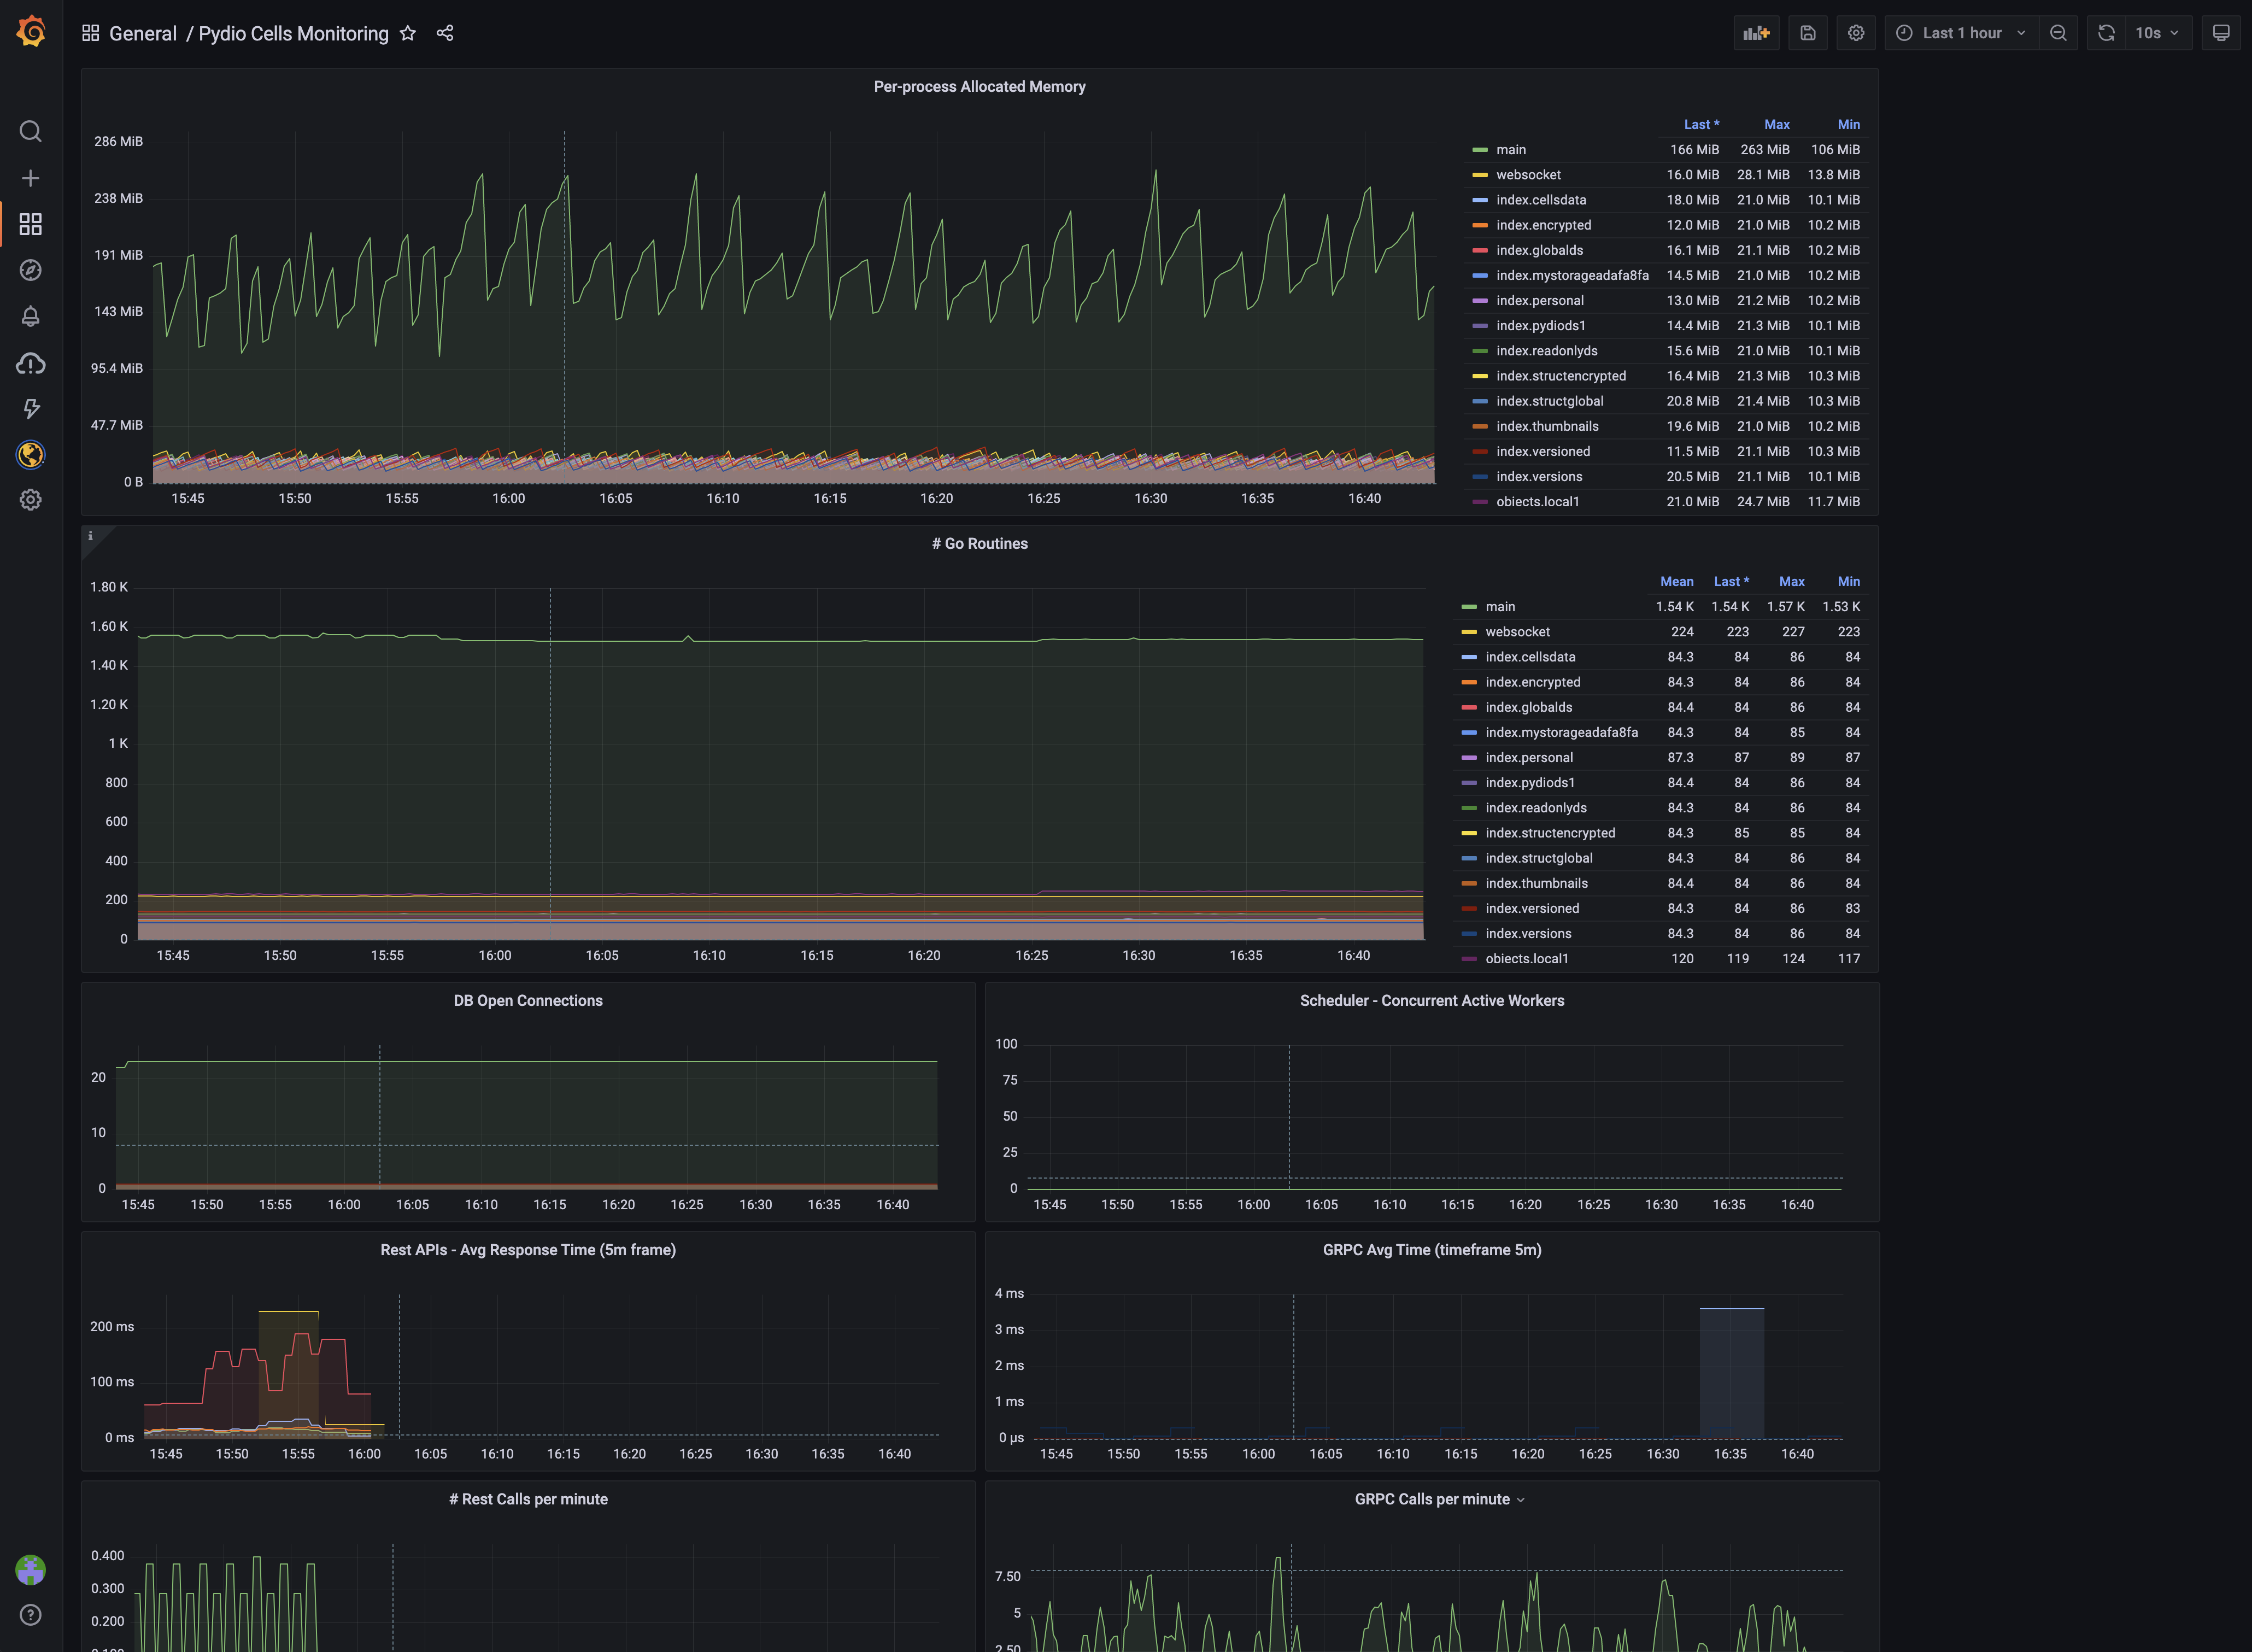 General / Pydio Cells Monitoring
Last 1 hour
10s
Per-process Allocated Memory
286 MiB
238 MiB
191 MiB
143 MiB
95.4 MiB
47.7 MiB
0 B
15:45 15:50 15:55 16:00 16:05 16:10 16:15 16:20 16:25 16:30 16:35 16:40
Last * Max Min
main 166 MiB 263 MiB 106 MiB
websocket 16.0 MiB 28.1 MiB 13.8 MiB
index.cellsdata 18.0 MiB 21.0 MiB 10.1 MiB
index.encrypted 12.0 MiB 21.0 MiB 10.2 MiB
index.globalds 16.1 MiB 21.1 MiB 10.2 MiB
index.mystorageadafa8fa 14.5 MiB 21.0 MiB 10.2 MiB
index.personal 13.0 MiB 21.2 MiB 10.2 MiB
index.pydiods1 14.4 MiB 21.3 MiB 10.1 MiB
index.readonlyds 15.6 MiB 21.0 MiB 10.1 MiB
index.structencrypted 16.4 MiB 21.3 MiB 10.3 MiB
index.structglobal 20.8 MiB 21.4 MiB 10.3 MiB
index.thumbnails 19.6 MiB 21.0 MiB 10.2 MiB
index.versioned 11.5 MiB 21.1 MiB 10.3 MiB
index.versions 20.5 MiB 21.1 MiB 10.1 MiB
objects.local1 21.0 MiB 24.7 MiB 11.7 MiB
i
# Go Routines
1.80 K
1.60 K
1.40 K
1.20 K
1 K
800
600
400
200
0
15:45 15:50 15:55 16:00 16:05 16:10 16:15 16:20 16:25 16:30 16:35 16:40
Mean Last * Max Min
main 1.54 K 1.54 K 1.57 K 1.53 K
websocket 224 223 227 223
index.cellsdata 84.3 84 86 84
index.encrypted 84.3 84 86 84
index.globalds 84.4 84 86 84
index.mystorageadafa8fa 84.3 84 85 84
index.personal 87.3 87 89 87
index.pydiods1 84.4 84 86 84
index.readonlyds 84.3 84 86 84
index.structencrypted 84.3 85 85 84
index.structglobal 84.3 84 86 84
index.thumbnails 84.4 84 86 84
index.versioned 84.3 84 86 83
index.versions 84.3 84 86 84
objects.local1 120 119 124 117
DB Open Connections
20
10
0
15:45 15:50 15:55 16:00 16:05 16:10 16:15 16:20 16:25 16:30 16:35 16:40
Scheduler - Concurrent Active Workers
100
75
50
25
0
15:45 15:50 15:55 16:00 16:05 16:10 16:15 16:20 16:25 16:30 16:35 16:40
Rest APIs - Avg Response Time (5m frame)
200 ms
100 ms
0 ms
15:45 15:50 15:55 16:00 16:05 16:10 16:15 16:20 16:25 16:30 16:35 16:40
GRPC Avg Time (timeframe 5m)
4 ms
3 ms
2 ms
1 ms
0 µs
15:45 15:50 15:55 16:00 16:05 16:10 16:15 16:20 16:25 16:30 16:35 16:40
# Rest Calls per minute
0.400
0.300
0.200
0.100
GRPC Calls per minute
7.50
5
2.50